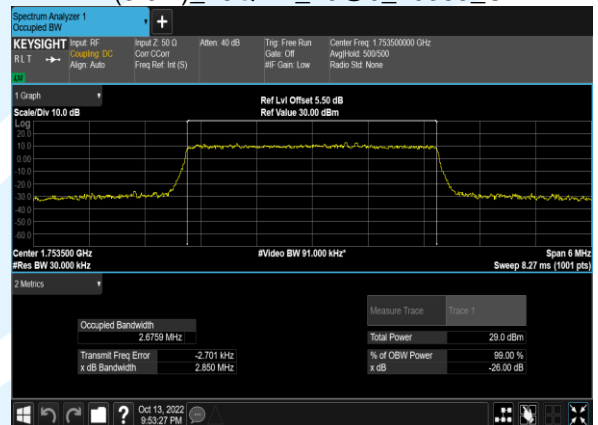 Spectrum Analyzer 1
Occupied BW
+
KEYSIGHT Input: RF Input Z: 50 Ω Atten: 40 dB Trig: Free Run Center Freq: 1.753500000 GHz
RLT Coupling: DC Corr CCorr Gate: Off Avg|Hold: 500/500
Align: Auto Freq Ref: Int (S) #IF Gain: Low Radio Std: None
LW
1 Graph
Scale/Div 10.0 dB
Ref Lvl Offset 5.50 dB
Ref Value 30.00 dBm
Log
20.0
10.0
0.00
-10.0
-20.0
-30.0
-40.0
-50.0
-60.0
Center 1.753500 GHz #Video BW 91.000 kHz* Span 6 MHz
#Res BW 30.000 kHz Sweep 8.27 ms (1001 pts)
2 Metrics
Measure Trace Trace 1
Occupied Bandwidth
2.6759 MHz
Total Power 29.0 dBm
Transmit Freq Error -2.701 kHz % of OBW Power 99.00 %
x dB Bandwidth 2.850 MHz x dB -26.00 dB
?
Oct 13, 2022
9:53:27 PM